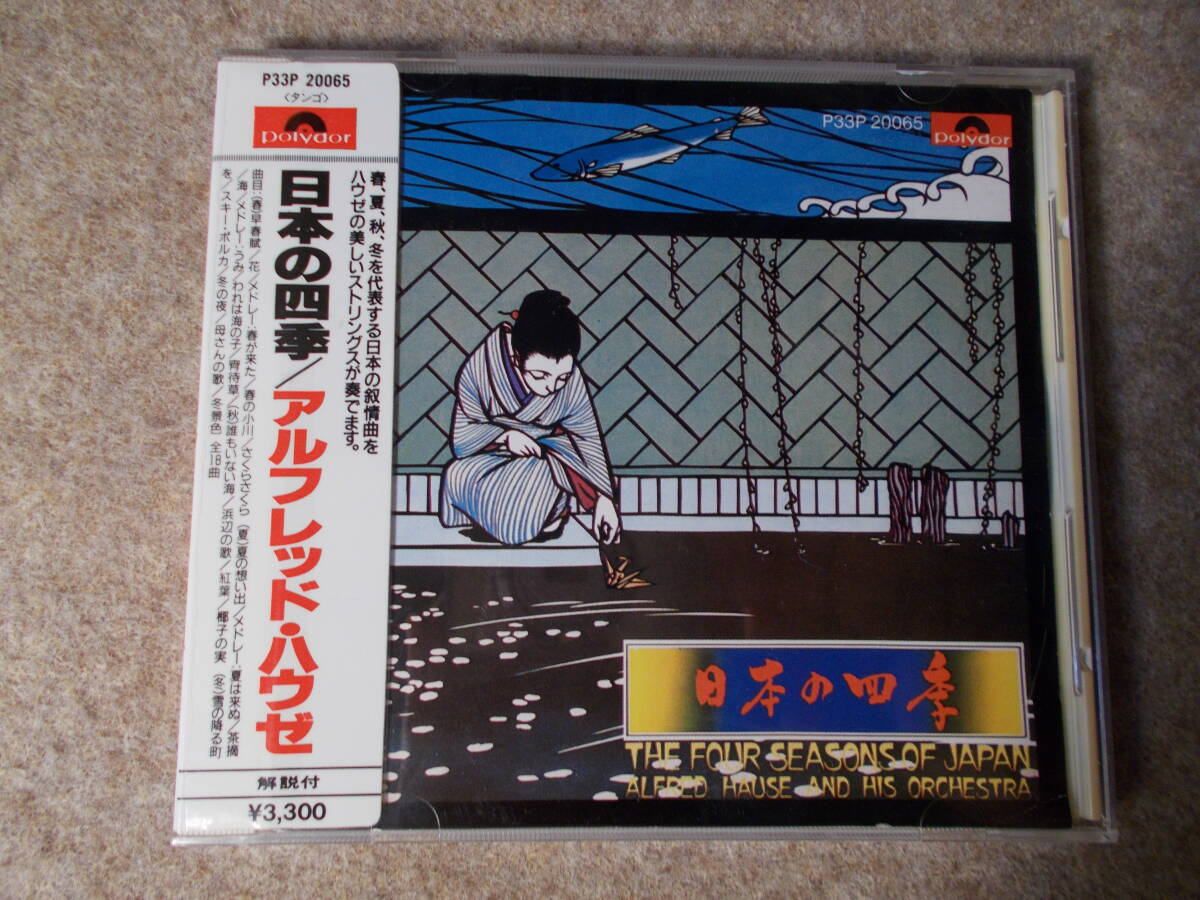 P33P 20065
〈タンゴ〉
polydor
日本の四季/アルフレッド・ハウゼ
春、夏、秋、冬を代表する日本の叙情曲を
ハウゼの美しいストリングスが奏でます。
曲目:(春)早春賦/花/メドレー:春が来た/春の小川/さくらさくら (夏)夏の想い出/メドレー:夏は来ぬ/茶摘
/海/メドレー:うみ/われは海の子/宵待草/(秋)誰もいない海/浜辺の歌/紅葉/椰子の実 (冬)雪の降る町
を/スキー・ポルカ/冬の夜/母さんの歌/冬景色 全18曲
解説付
¥3,300
P33P 20065
polydor
日本の四季
THE FOUR SEASONS OF JAPAN
ALFRED HAUSE AND HIS ORCHESTRA